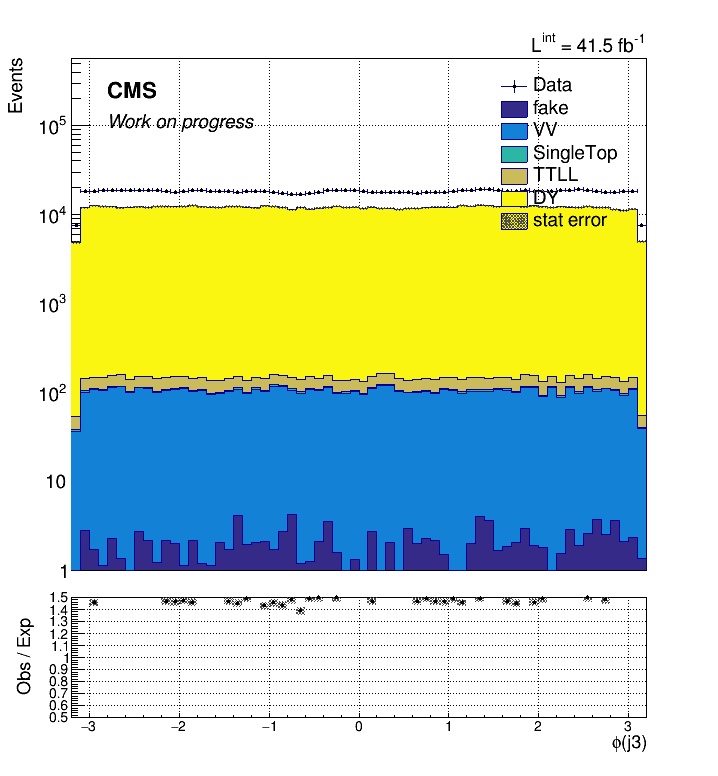 L^int = 41.5 fb^-1
Events
CMS
Work on progress
Data
fake
VV
SingleTop
TTLL
DY
stat error
10^5
10^4
10^3
10^2
10
1
Obs / Exp
1.5
1.4
1.3
1.2
1.1
1
0.9
0.8
0.7
0.6
0.5
−3 −2 −1 0 1 2 3
ϕ(j3)